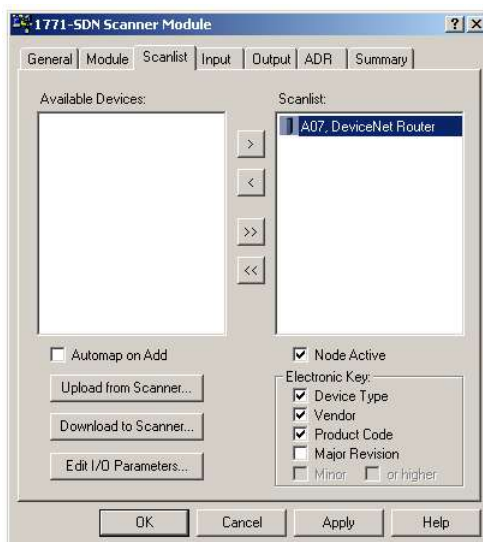 1771-SDN Scanner Module
General Module Scanlist Input Output ADR Summary
Available Devices:
Scanlist:
A07, DeviceNet Router
>
<
>>
<<
Automap on Add
Node Active
Upload from Scanner...
Download to Scanner...
Edit I/O Parameters...
Electronic Key:
Device Type
Vendor
Product Code
Major Revision
Minor or higher
OK Cancel Apply Help